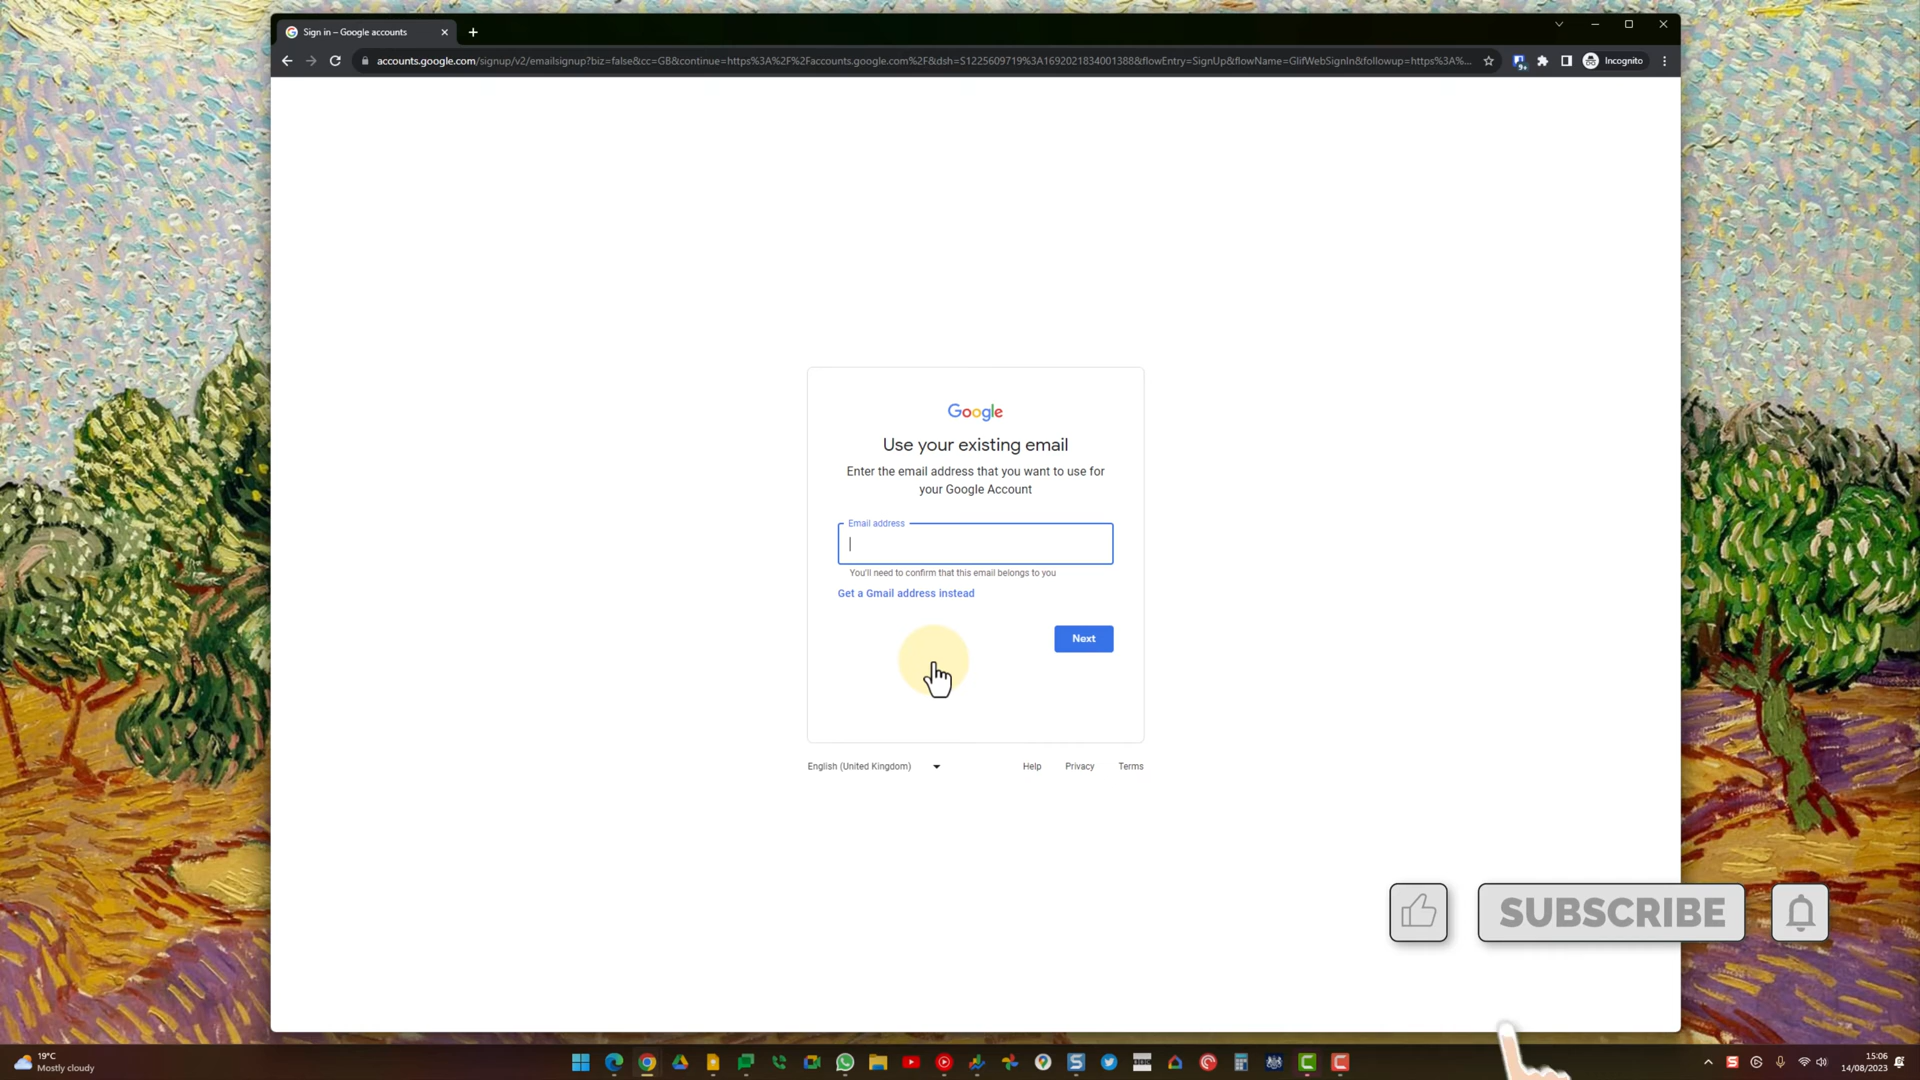 Sign in – Google accounts
accounts.google.com/signup/v2/emailsignup?biz=false&cc=GB&continue=https%3A%2F%2Faccounts.google.com%2F&dsh=S1225609719%3A1692021834001388&flowEntry=SignUp&flowName=GlifWebSignIn&followup=https%3A%...
9+
Incognito
Google
Use your existing email
Enter the email address that you want to use for
your Google Account
Email address
You'll need to confirm that this email belongs to you
Get a Gmail address instead
Next
English (United Kingdom)
Help
Privacy
Terms
SUBSCRIBE
19°C
Mostly cloudy
15:06
14/08/2023